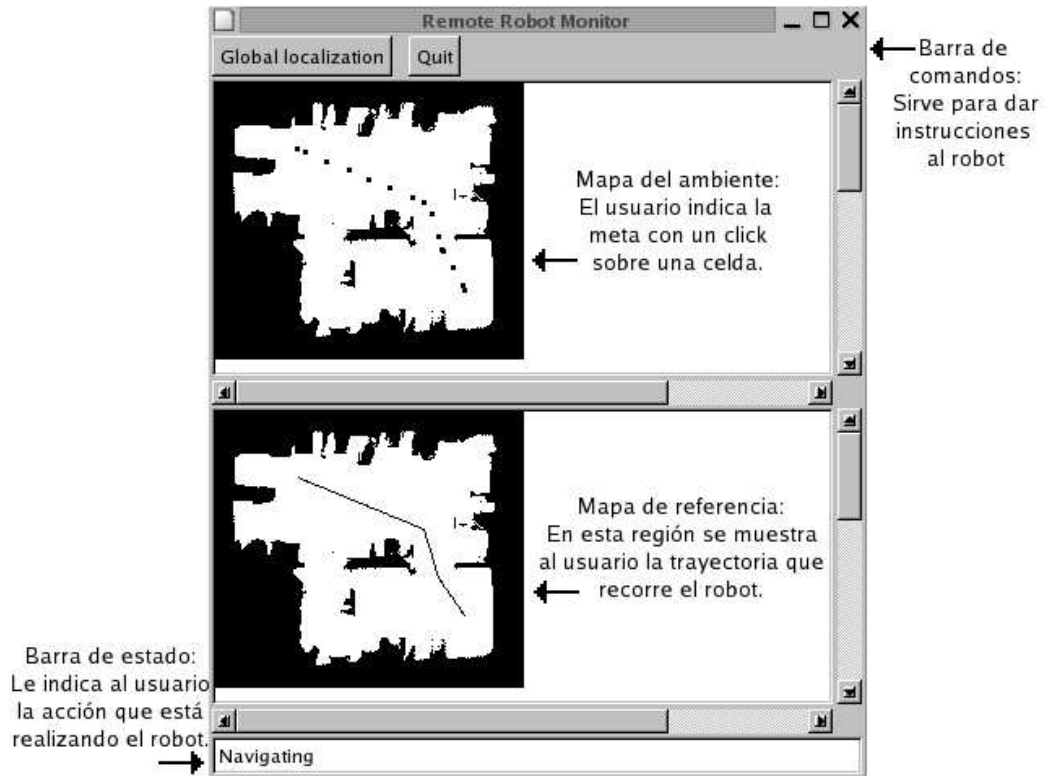 Remote Robot Monitor
Global localization
Quit
Barra de
comandos:
Sirve para dar
instrucciones
al robot
Mapa del ambiente:
El usuario indica la
meta con un click
sobre una celda.
Mapa de referencia:
En esta región se muestra
al usuario la trayectoria que
recorre el robot.
Barra de estado:
Le indica al usuario
la acción que está
realizando el robot.
Navigating